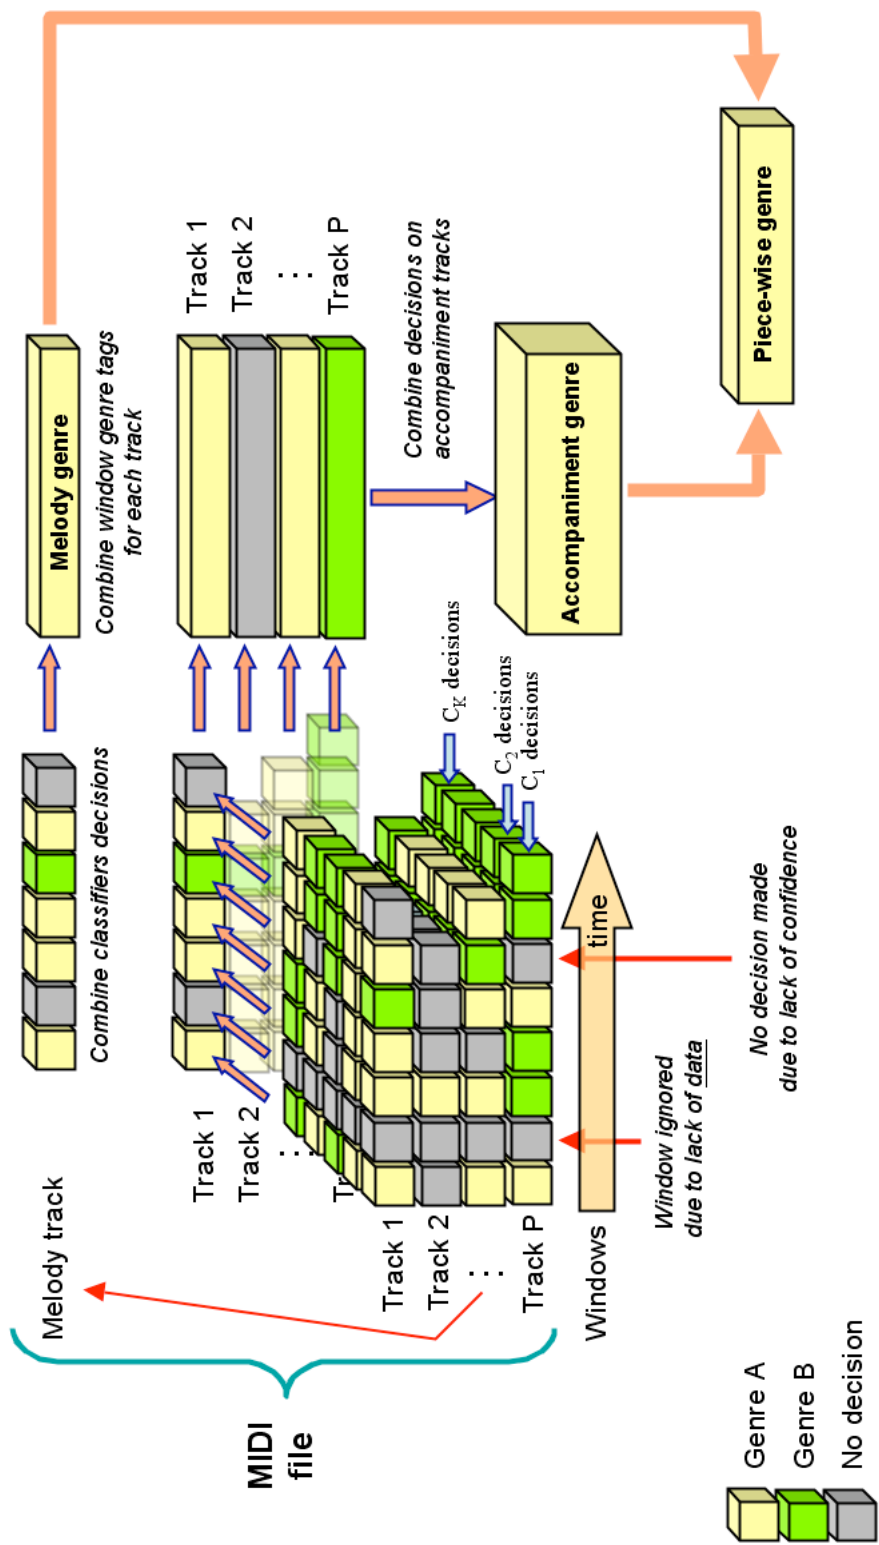 Melody track
Combine classifiers decisions
Melody genre
Combine window genre tags
for each track
Track 1
Track 2
...
Tr
Track 1
Track 2
...
Track P
MIDI
file
Track 1
Track 2
...
Track P
Combine decisions on
accompaniment tracks
CK decisions
C2 decisions
C1 decisions
Accompaniment genre
Piece-wise genre
Windows
time
Window ignored
due to lack of data
No decision made
due to lack of confidence
Genre A
Genre B
No decision